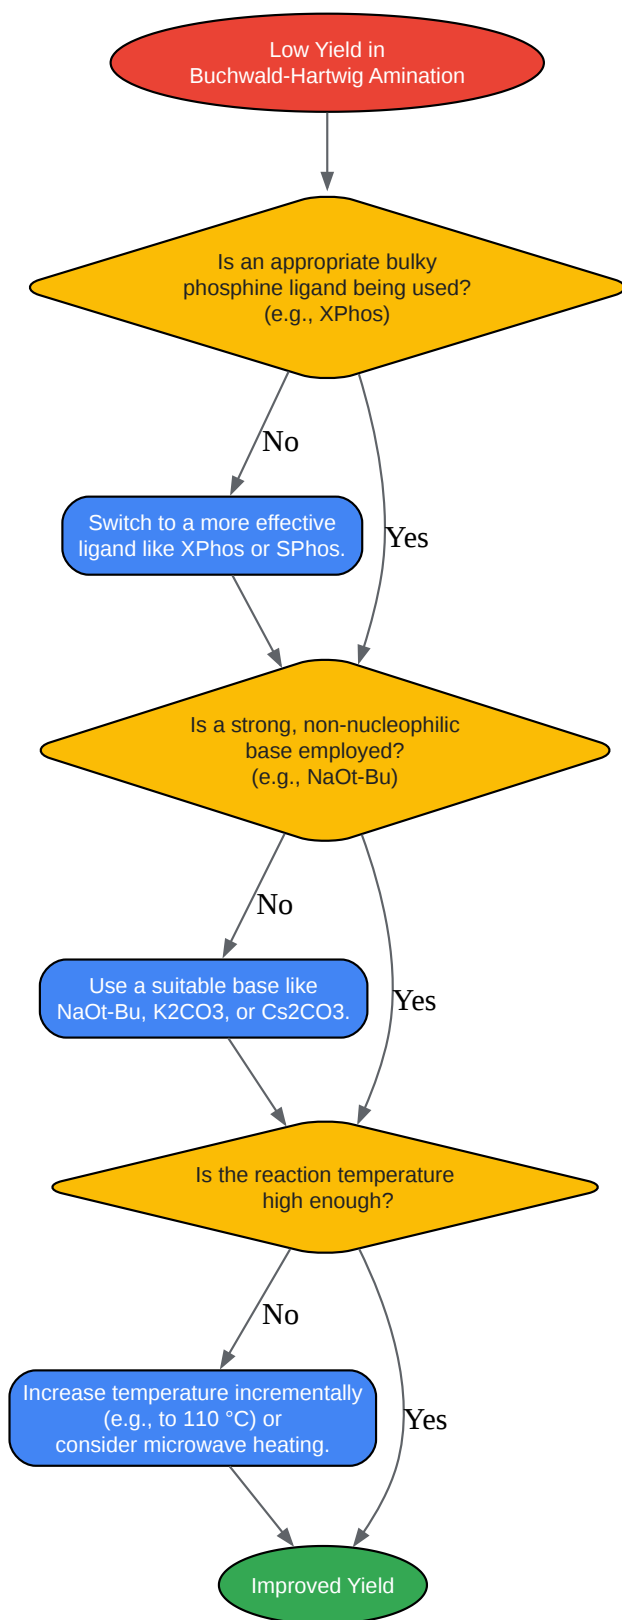 Low Yield in
Buchwald-Hartwig Amination
Is an appropriate bulky
phosphine ligand being used?
(e.g., XPhos)
No
Switch to a more effective
ligand like XPhos or SPhos.
Yes
Is a strong, non-nucleophilic
base employed?
(e.g., NaOt-Bu)
No
Use a suitable base like
NaOt-Bu, K2CO3, or Cs2CO3.
Yes
Is the reaction temperature
high enough?
No
Increase temperature incrementally
(e.g., to 110 °C) or
consider microwave heating.
Yes
Improved Yield